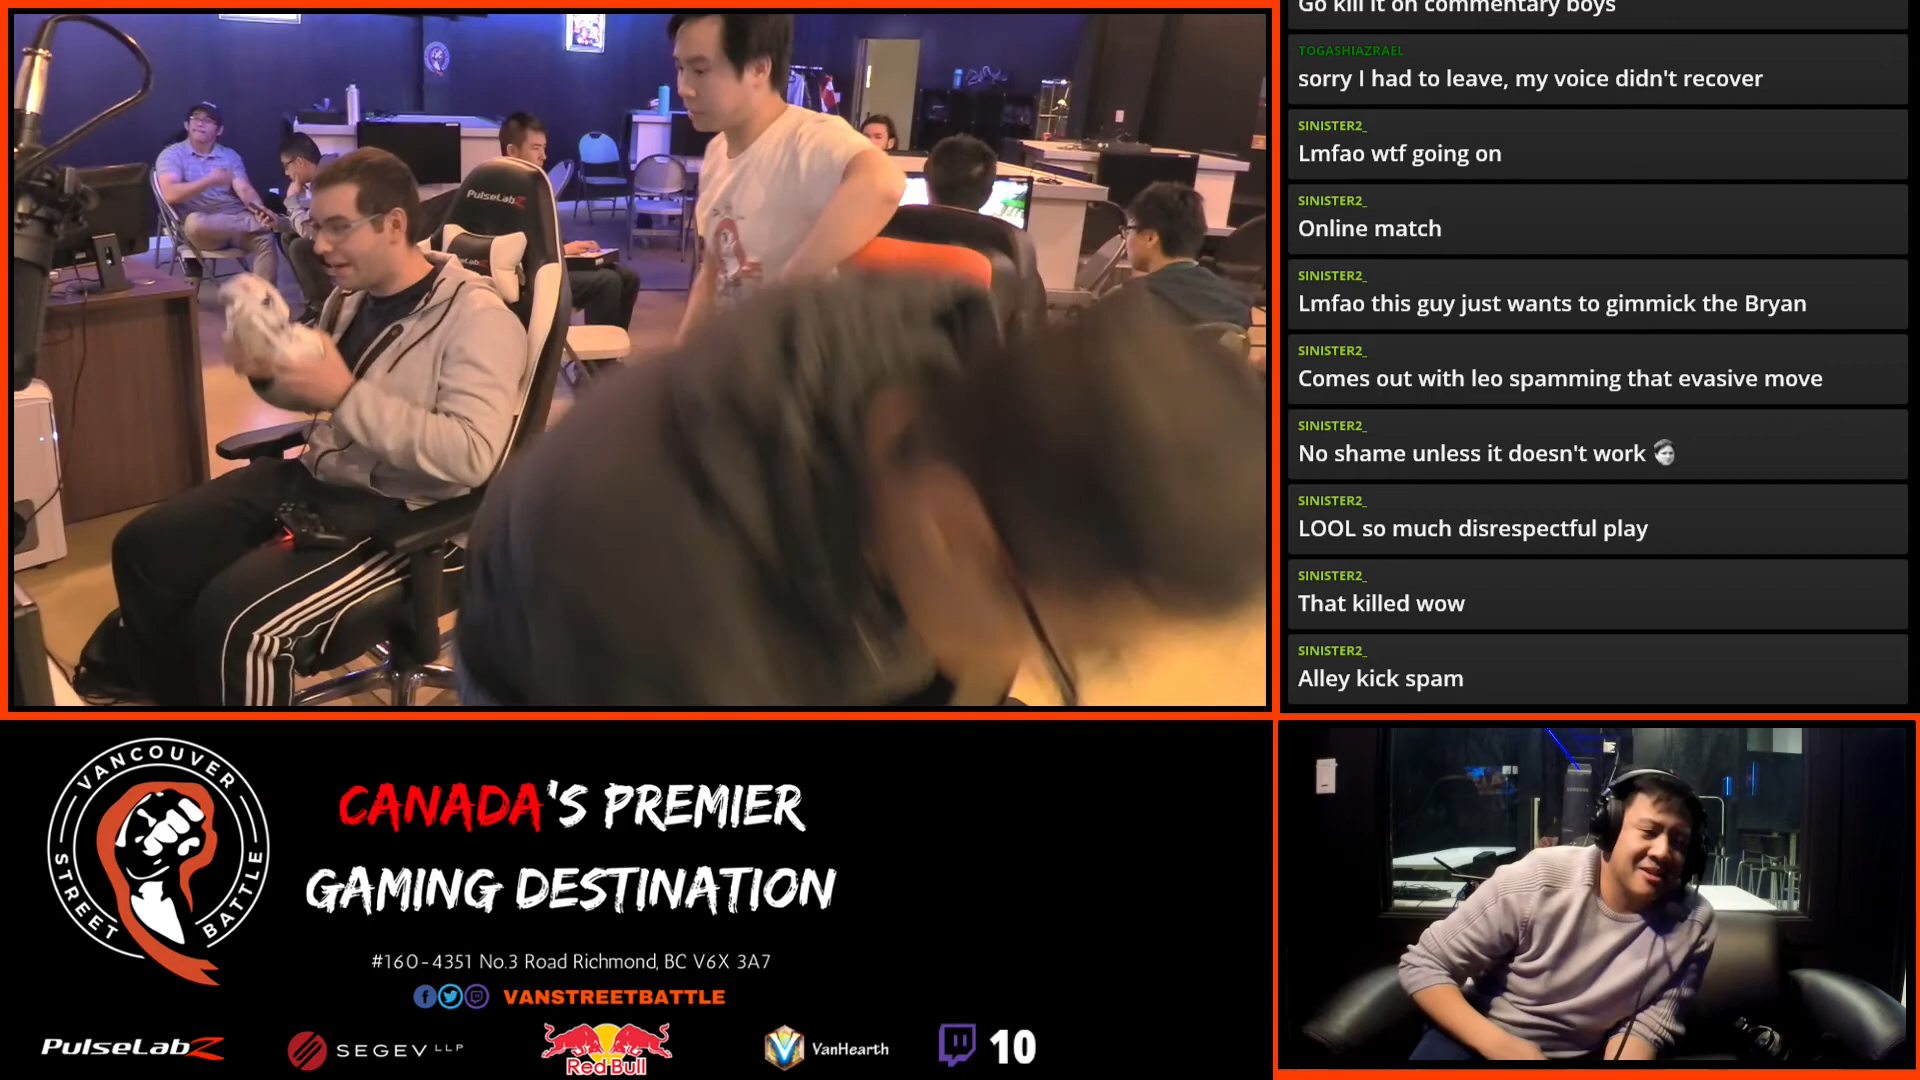 PulseLabZ
Go kill it on commentary boys
TOGASHIAZRAEL
sorry I had to leave, my voice didn't recover
SINISTER2_
Lmfao wtf going on
SINISTER2_
Online match
SINISTER2_
Lmfao this guy just wants to gimmick the Bryan
SINISTER2_
Comes out with leo spamming that evasive move
SINISTER2_
No shame unless it doesn't work
SINISTER2_
LOOL so much disrespectful play
SINISTER2_
That killed wow
SINISTER2_
Alley kick spam
VANCOUVER
STREET BATTLE
CANADA'S PREMIER
GAMING DESTINATION
#160-4351 No.3 Road Richmond, BC V6X 3A7
VANSTREETBATTLE
PulseLabZ
SEGEV LLP
Red Bull
VanHearth
10